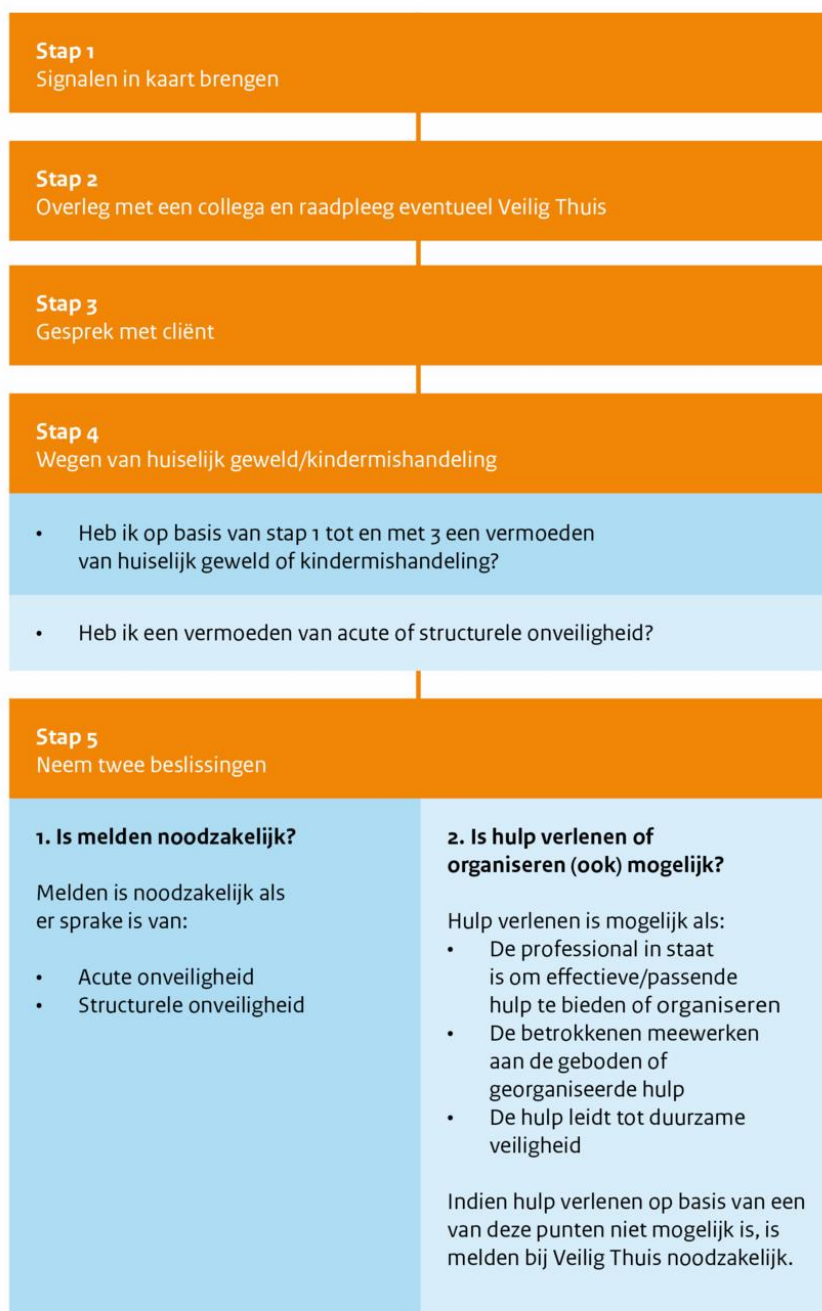 Stap 1
Signalen in kaart brengen
Stap 2
Overleg met een collega en raadpleeg eventueel Veilig Thuis
Stap 3
Gesprek met cliënt
Stap 4
Wegen van huiselijk geweld/kindermishandeling
• Heb ik op basis van stap 1 tot en met 3 een vermoeden
van huiselijk geweld of kindermishandeling?
• Heb ik een vermoeden van acute of structurele onveiligheid?
Stap 5
Neem twee beslissingen
1. Is melden noodzakelijk?
Melden is noodzakelijk als
er sprake is van:
• Acute onveiligheid
• Structurele onveiligheid
2. Is hulp verlenen of
organiseren (ook) mogelijk?
Hulp verlenen is mogelijk als:
• De professional in staat
is om effectieve/passende
hulp te bieden of organiseren
• De betrokkenen meewerken
aan de geboden of
georganiseerde hulp
• De hulp leidt tot duurzame
veiligheid
Indien hulp verlenen op basis van een
van deze punten niet mogelijk is, is
melden bij Veilig Thuis noodzakelijk.